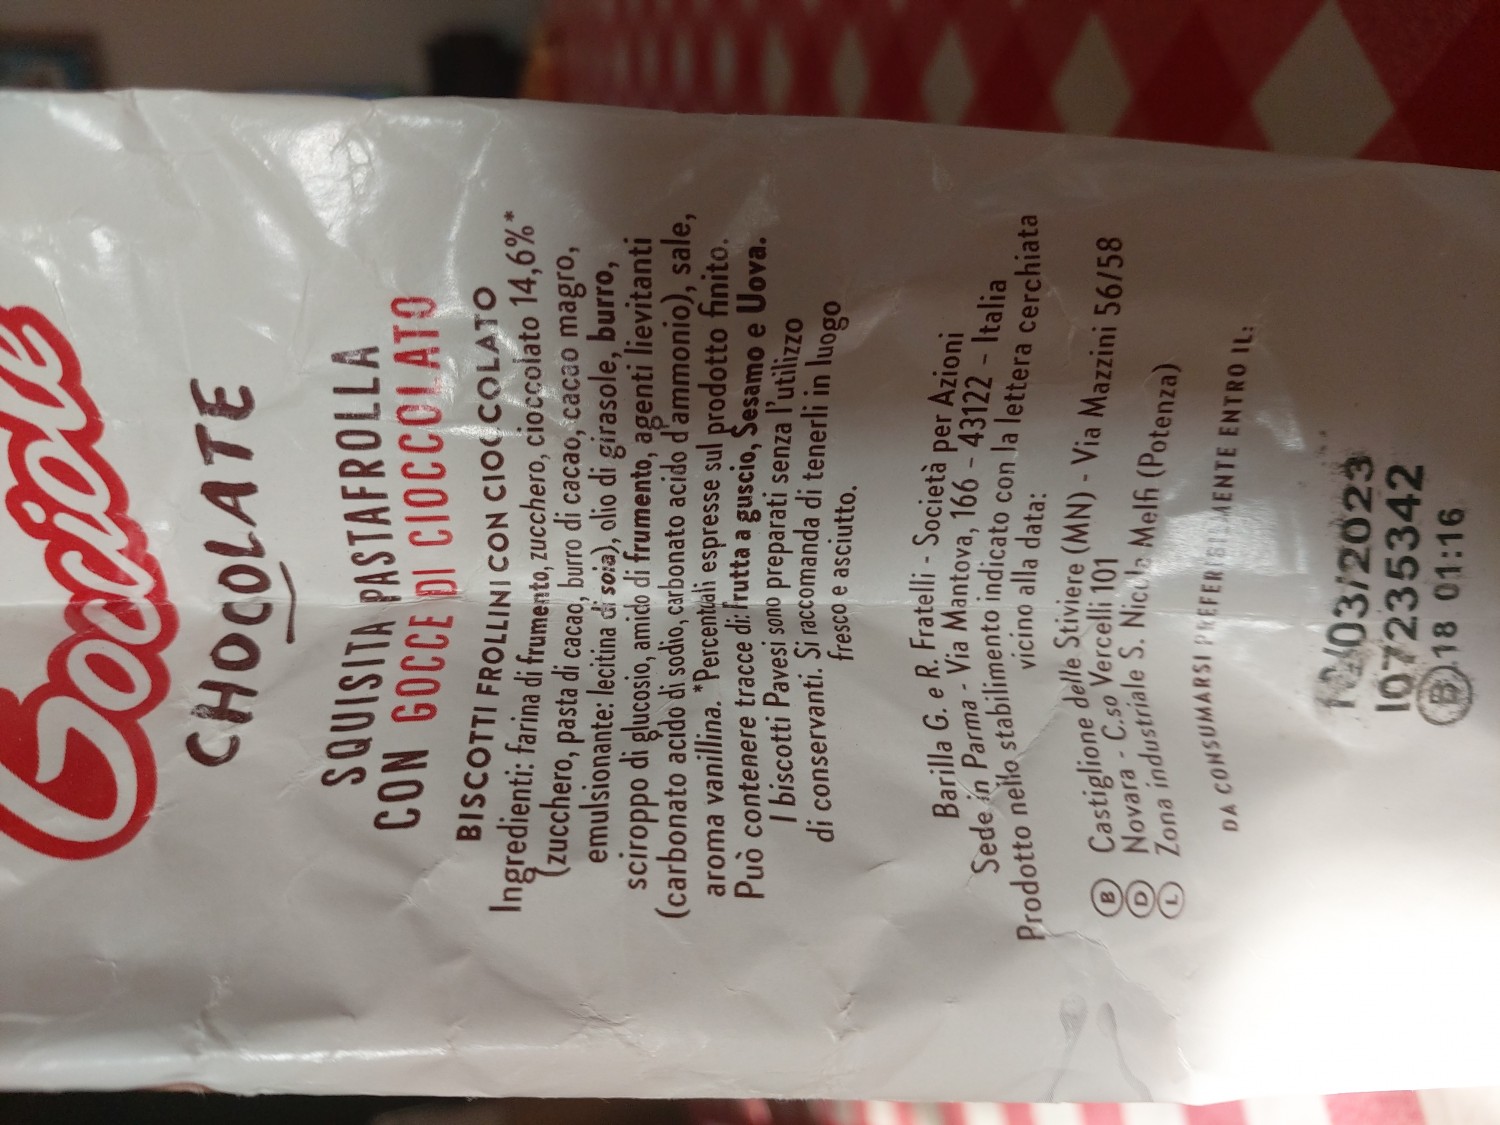 Gocciole
CHOCOLATE
SQUISITA PASTAFROLLA
CON GOCCE DI CIOCCOLATO
BISCOTTI FROLLINI CON CIOCCOLATO
Ingredienti: farina di frumento, zucchero, cioccolato 14,6%*
(zucchero, pasta di cacao, burro di cacao, cacao magro,
emulsionante: lecitina di soia), olio di girasole, burro,
sciroppo di glucosio, amido di frumento, agenti lievitanti
(carbonato acido di sodio, carbonato acido d'ammonio), sale,
aroma vanillina. *Percentuali espresse sul prodotto finito.
Può contenere tracce di: frutta a guscio, Sesamo e Uova.
I biscotti Pavesi sono preparati senza l'utilizzo
di conservanti. Si raccomanda di tenerli in luogo
fresco e asciutto.
Barilla G. e R. Fratelli - Società per Azioni
Sede in Parma - Via Mantova, 166 - 43122 - Italia
Prodotto nello stabilimento indicato con la lettera cerchiata
vicino alla data:
B Castiglione delle Stiviere (MN) - Via Mazzini 56/58
D Novara - C.so Vercelli 101
L Zona industriale S. Nicola Melfi (Potenza)
DA CONSUMARSI PREFERIBILMENTE ENTRO IL:
/03/2023
I072353­42
B 18 01:16